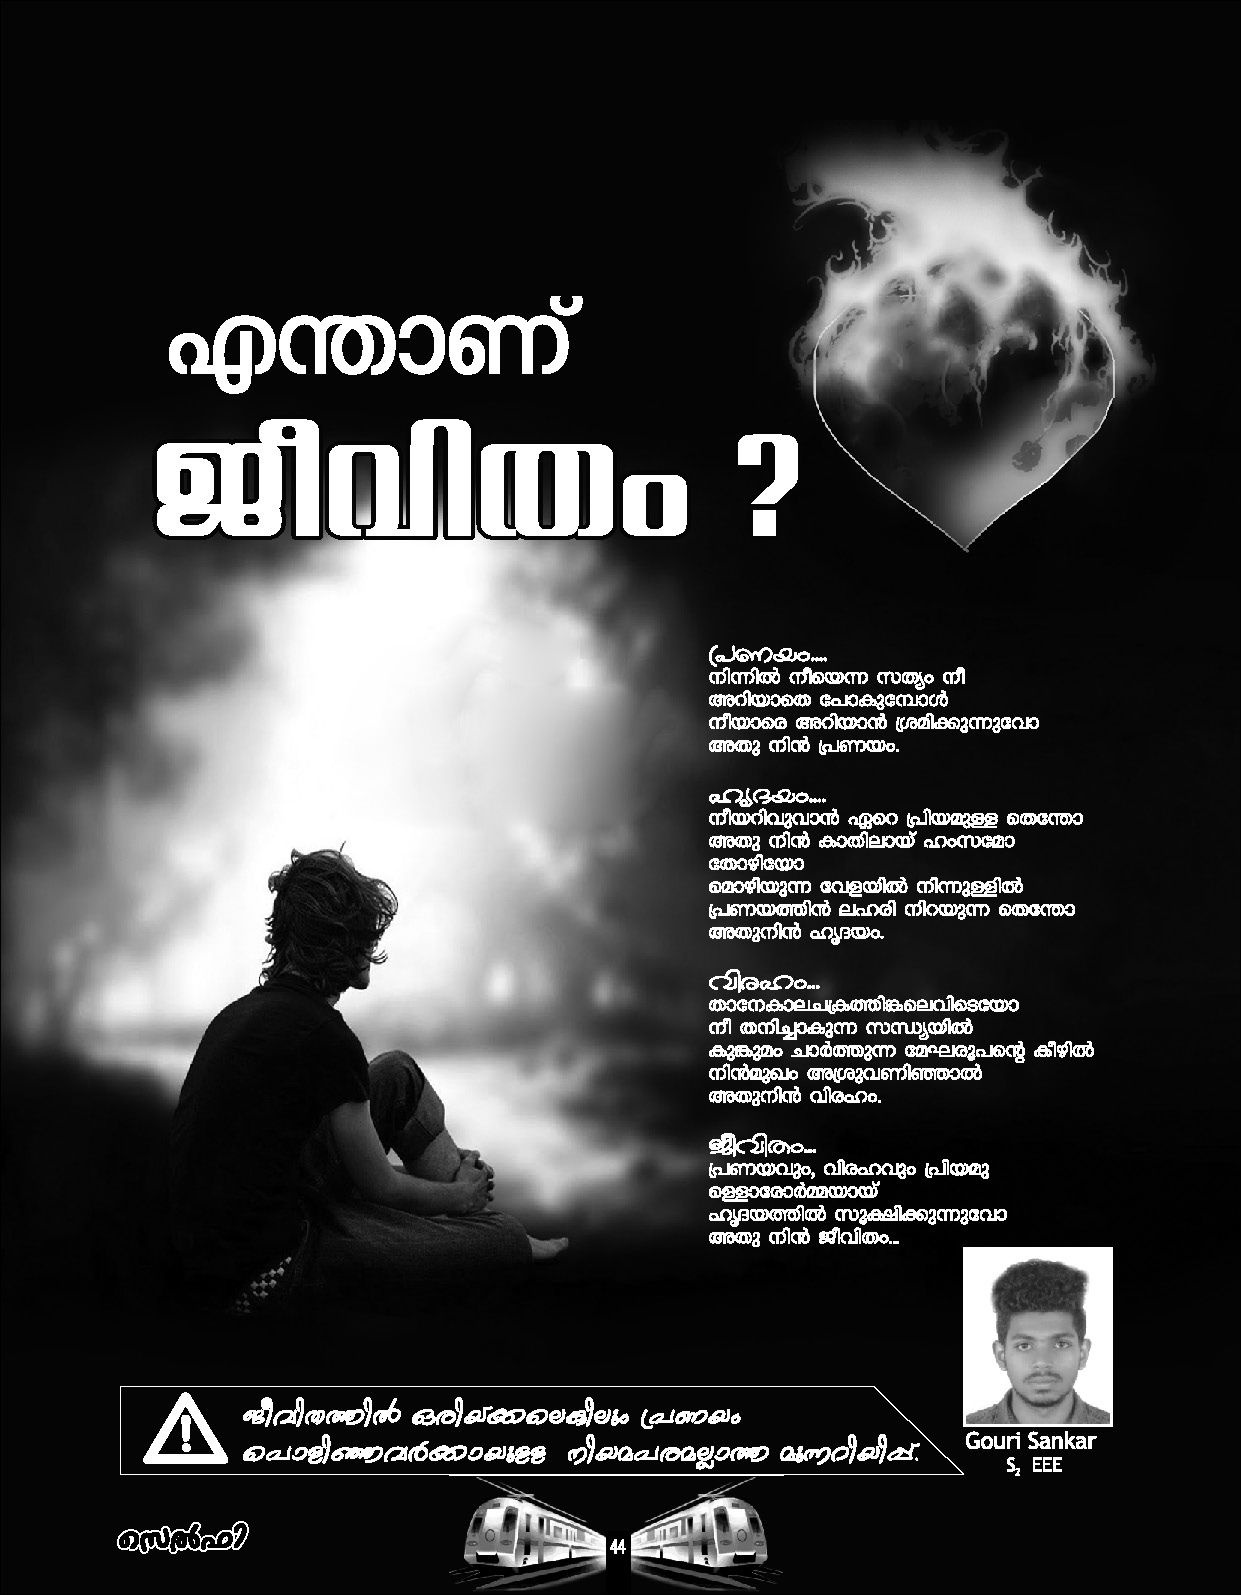 എന്താണ്
ജീവിതം ?
പ്രണയം....
നിന്നിൽ നീയെന്ന സത്യം നീ
അറിയാതെ പോകുമ്പോൾ
നീയാരെ അറിയാൻ ശ്രമിക്കുന്നുവോ
അതു നിൻ പ്രണയം.
ഹൃദയം....
നീയറിവുവാൻ ഏറെ പ്രിയമുള്ള തെന്തോ
അതു നിൻ കാതിലായ് ഹംസമോ
തോഴിയോ
മൊഴിയുന്ന വേളയിൽ നിന്നുള്ളിൽ
പ്രണയത്തിൻ ലഹരി നിറയുന്ന തെന്തോ
അതുനിൻ ഹൃദയം.
വിരഹം...
താനേകാലചക്രത്തിങ്കലെവിടെയോ
നീ തനിച്ചാകുന്ന സന്ധ്യയിൽ
കുങ്കുമം ചാർത്തുന്ന മേഘരൂപന്റെ കീഴിൽ
നിൻമുഖം അശ്രുവണിഞ്ഞാൽ
അതുനിൻ വിരഹം.
ജീവിതം...
പ്രണയവും, വിരഹവും പ്രിയമു
ള്ളൊരോർമ്മയായ്
ഹൃദയത്തിൽ സൂക്ഷിക്കുന്നുവോ
അതു നിൻ ജീവിതം...
Gouri Sankar
S2 EEE
ജീവിതത്തിൽ ഒരിയ്ക്കലെങ്കിലും പ്രണയം
പൊളിഞ്ഞവർക്കായുള്ള നിയമപരമല്ലാത്ത മുന്നറിയിപ്പ്.
സെൽഫി
44